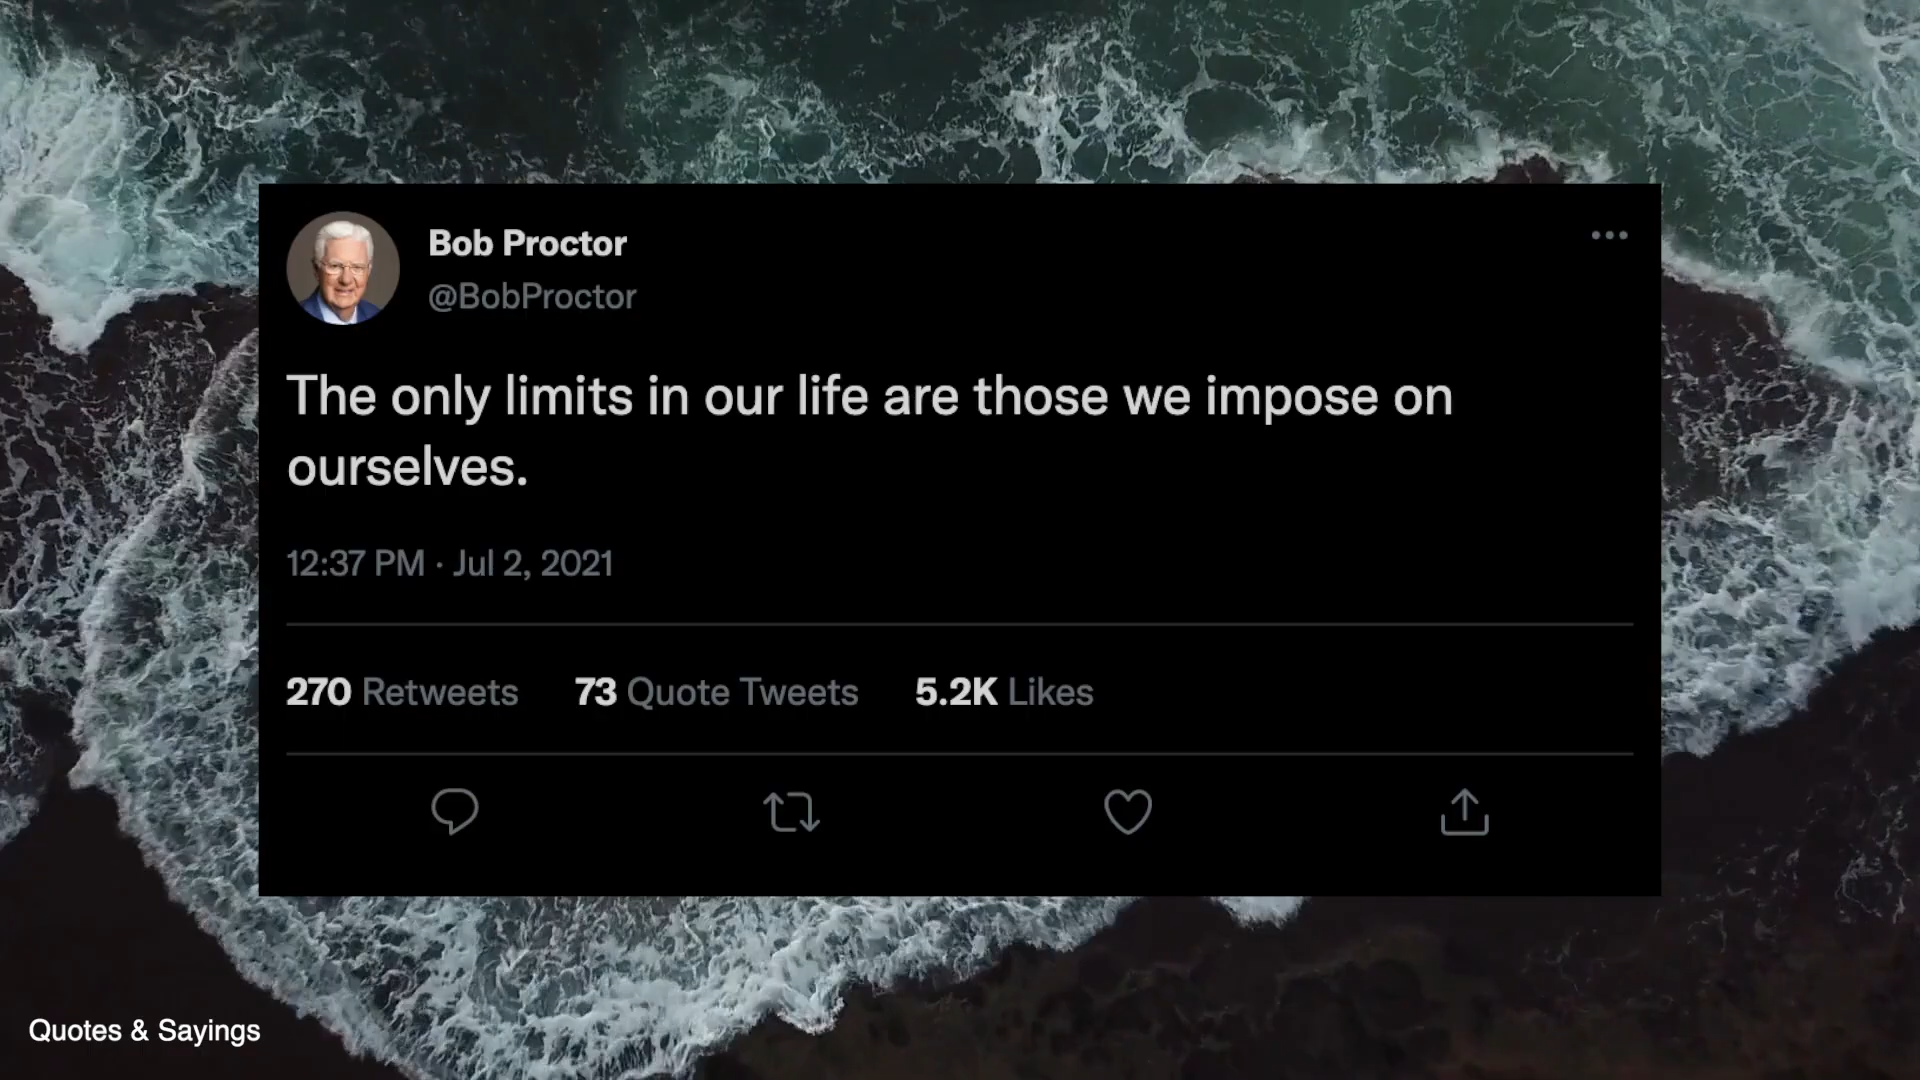 Bob Proctor
@BobProctor
The only limits in our life are those we impose on
ourselves.
12:37 PM · Jul 2, 2021
270 Retweets 73 Quote Tweets 5.2K Likes
Quotes & Sayings